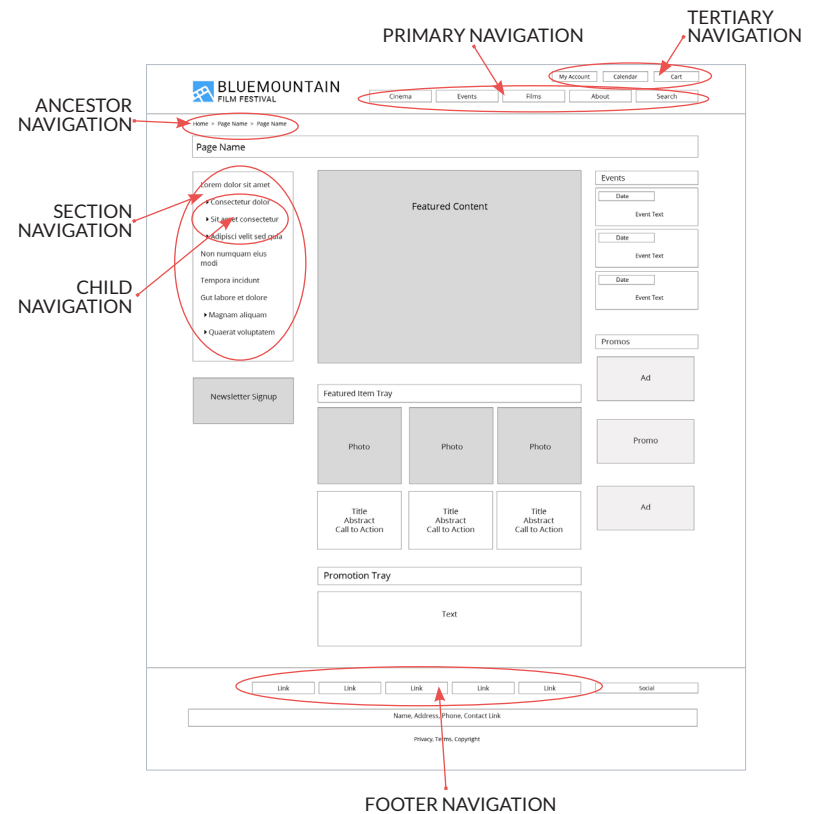 TERTIARY
NAVIGATION
PRIMARY NAVIGATION
My Account Calendar Cart
BLUEMOUNTAIN
FILM FESTIVAL
Cinema Events Films About Search
ANCESTOR
NAVIGATION
Home > Page Name > Page Name
Page Name
Lorem dolor sit amet
Consectetur dolor
Sit amet consectetur
Adipisci velit sed quia
Non numquam eius
modi
Tempora incidunt
Gut labore et dolore
Magnam aliquam
Quaerat voluptatem
SECTION
NAVIGATION
CHILD
NAVIGATION
Newsletter Signup
Featured Content
Featured Item Tray
Photo Photo Photo
Title Title Title
Abstract Abstract Abstract
Call to Action Call to Action Call to Action
Promotion Tray
Text
Events
Date
Event Text
Date
Event Text
Date
Event Text
Promos
Ad
Promo
Ad
Link Link Link Link Link Social
Name, Address, Phone, Contact Link
Privacy, Terms, Copyright
FOOTER NAVIGATION